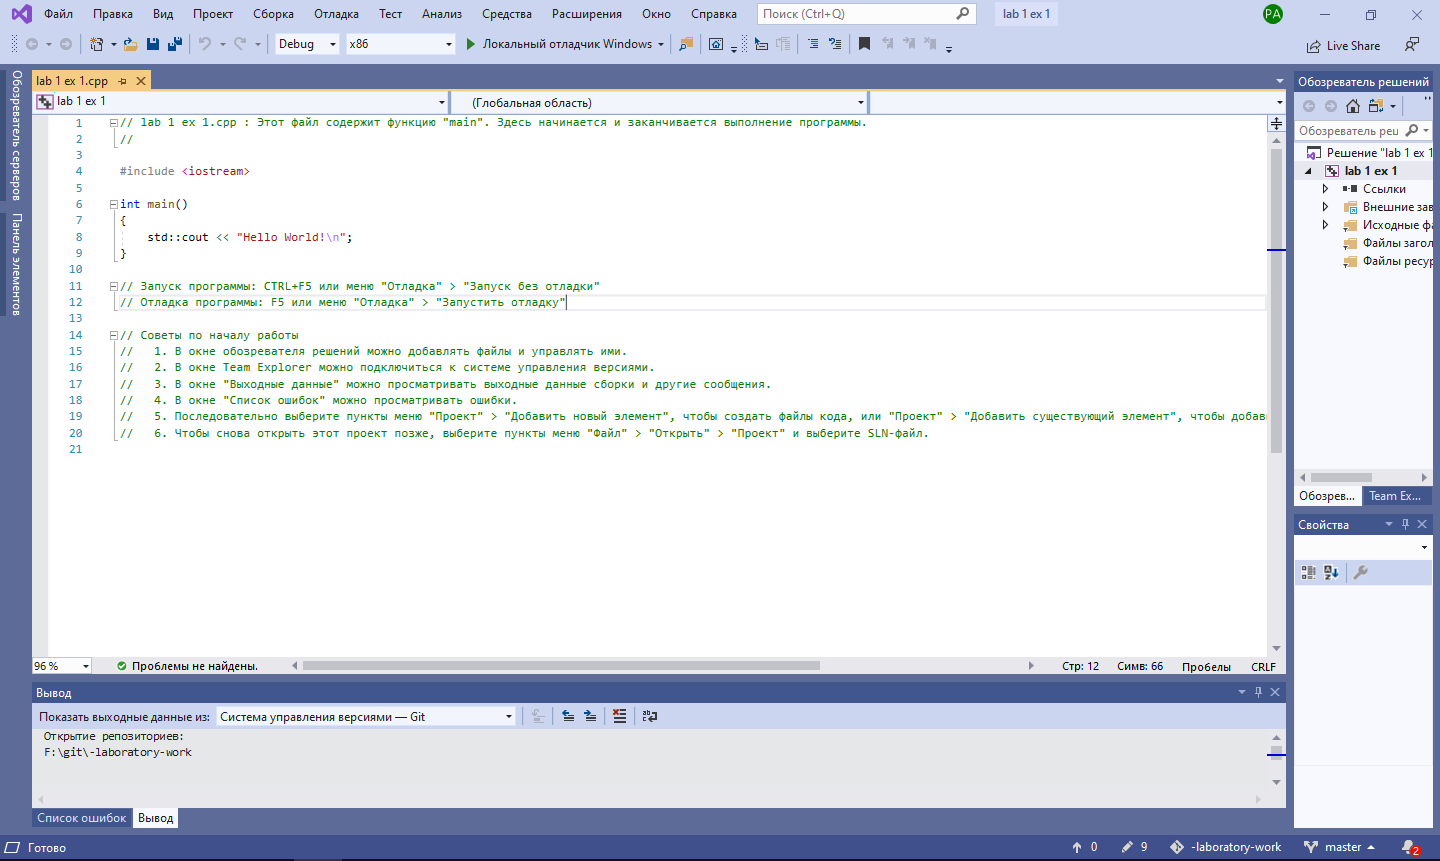 Файл Правка Вид Проект Сборка Отладка Тест Анализ Средства Расширения Окно Справка Поиск (Ctrl+Q) lab 1 ex 1 PA
Debug x86 Локальный отладчик Windows Live Share
Обозреватель серверов
Панель элементов
lab 1 ex 1.cpp
lab 1 ex 1 (Глобальная область)
1 // lab 1 ex 1.cpp : Этот файл содержит функцию "main". Здесь начинается и заканчивается выполнение программы.
2 //
3
4 #include <iostream>
5
6 int main()
7 {
8 std::cout << "Hello World!\n";
9 }
10
11 // Запуск программы: CTRL+F5 или меню "Отладка" > "Запуск без отладки"
12 // Отладка программы: F5 или меню "Отладка" > "Запустить отладку"
13
14 // Советы по началу работы
15 //   1. В окне обозревателя решений можно добавлять файлы и управлять ими.
16 //   2. В окне Team Explorer можно подключиться к системе управления версиями.
17 //   3. В окне "Выходные данные" можно просматривать выходные данные сборки и другие сообщения.
18 //   4. В окне "Список ошибок" можно просматривать ошибки.
19 //   5. Последовательно выберите пункты меню "Проект" > "Добавить новый элемент", чтобы создать файлы кода, или "Проект" > "Добавить существующий элемент", чтобы добав
20 //   6. Чтобы снова открыть этот проект позже, выберите пункты меню "Файл" > "Открыть" > "Проект" и выберите SLN-файл.
21
96 % Проблемы не найдены. Стр: 12 Симв: 66 Пробелы CRLF
Вывод
Показать выходные данные из: Система управления версиями — Git
Открытие репозиториев:
F:\git\-laboratory-work
Список ошибок Вывод
Обозреватель решений
Обозреватель реш
Решение "lab 1 ex 1
lab 1 ex 1
Ссылки
Внешние зав
Исходные фа
Файлы загол
Файлы ресур
Обозрев... Team Ex...
Свойства
Готово 0 9 -laboratory-work master 2